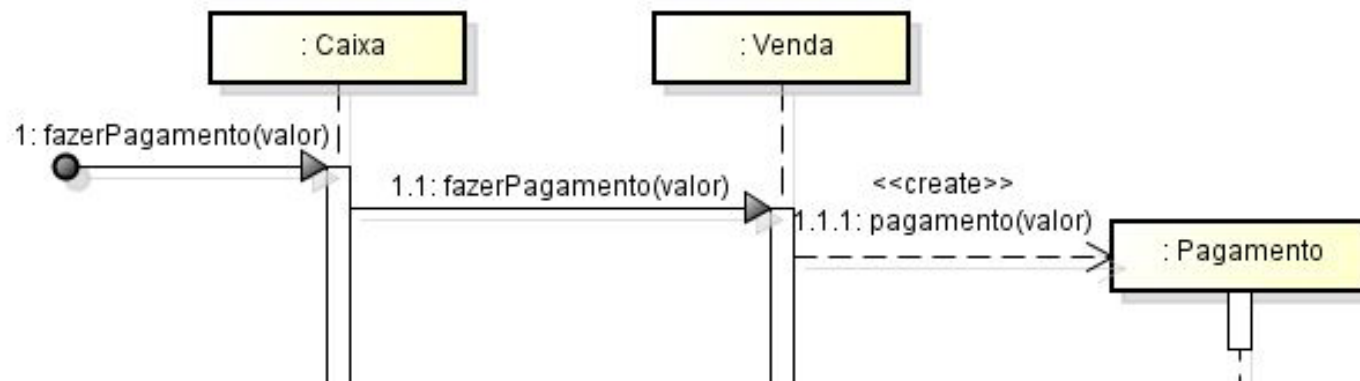 : Caixa
: Venda
1: fazerPagamento(valor)
1.1: fazerPagamento(valor)
<<create>>
1.1.1: pagamento(valor)
: Pagamento